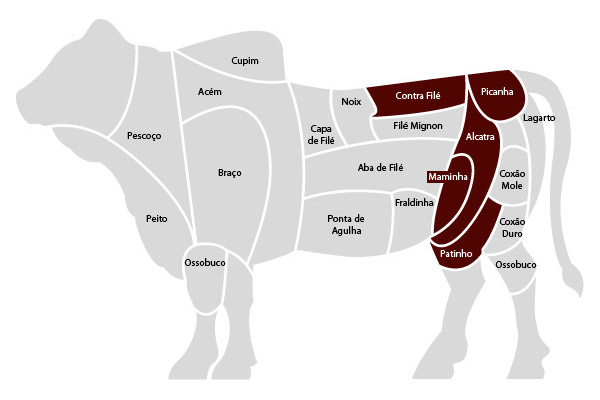 Cupim
Acém
Noix
Contra Filé
Picanha
Lagarto
Pescoço
Capa
de Filé
Filé Mignon
Alcatra
Braço
Aba de Filé
Maminha
Coxão
Mole
Peito
Ponta de
Agulha
Fraldinha
Coxão
Duro
Ossobuco
Patinho
Ossobuco